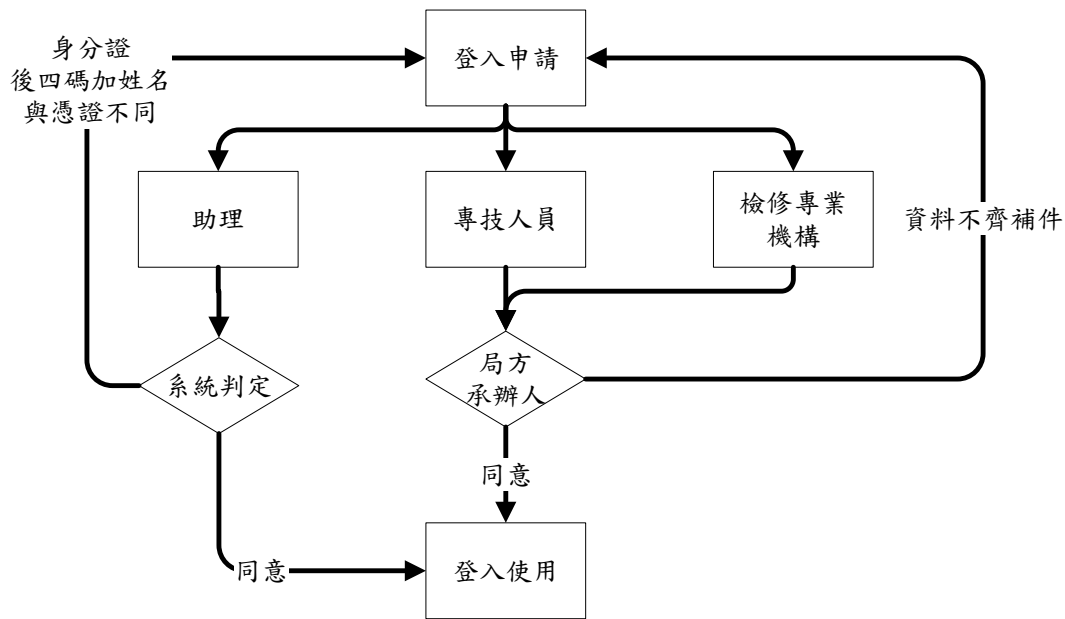 身分證
後四碼加姓名
與憑證不同
登入申請
助理
專技人員
檢修專業
機構
資料不齊補件
系統判定
局方
承辦人
同意
同意
登入使用